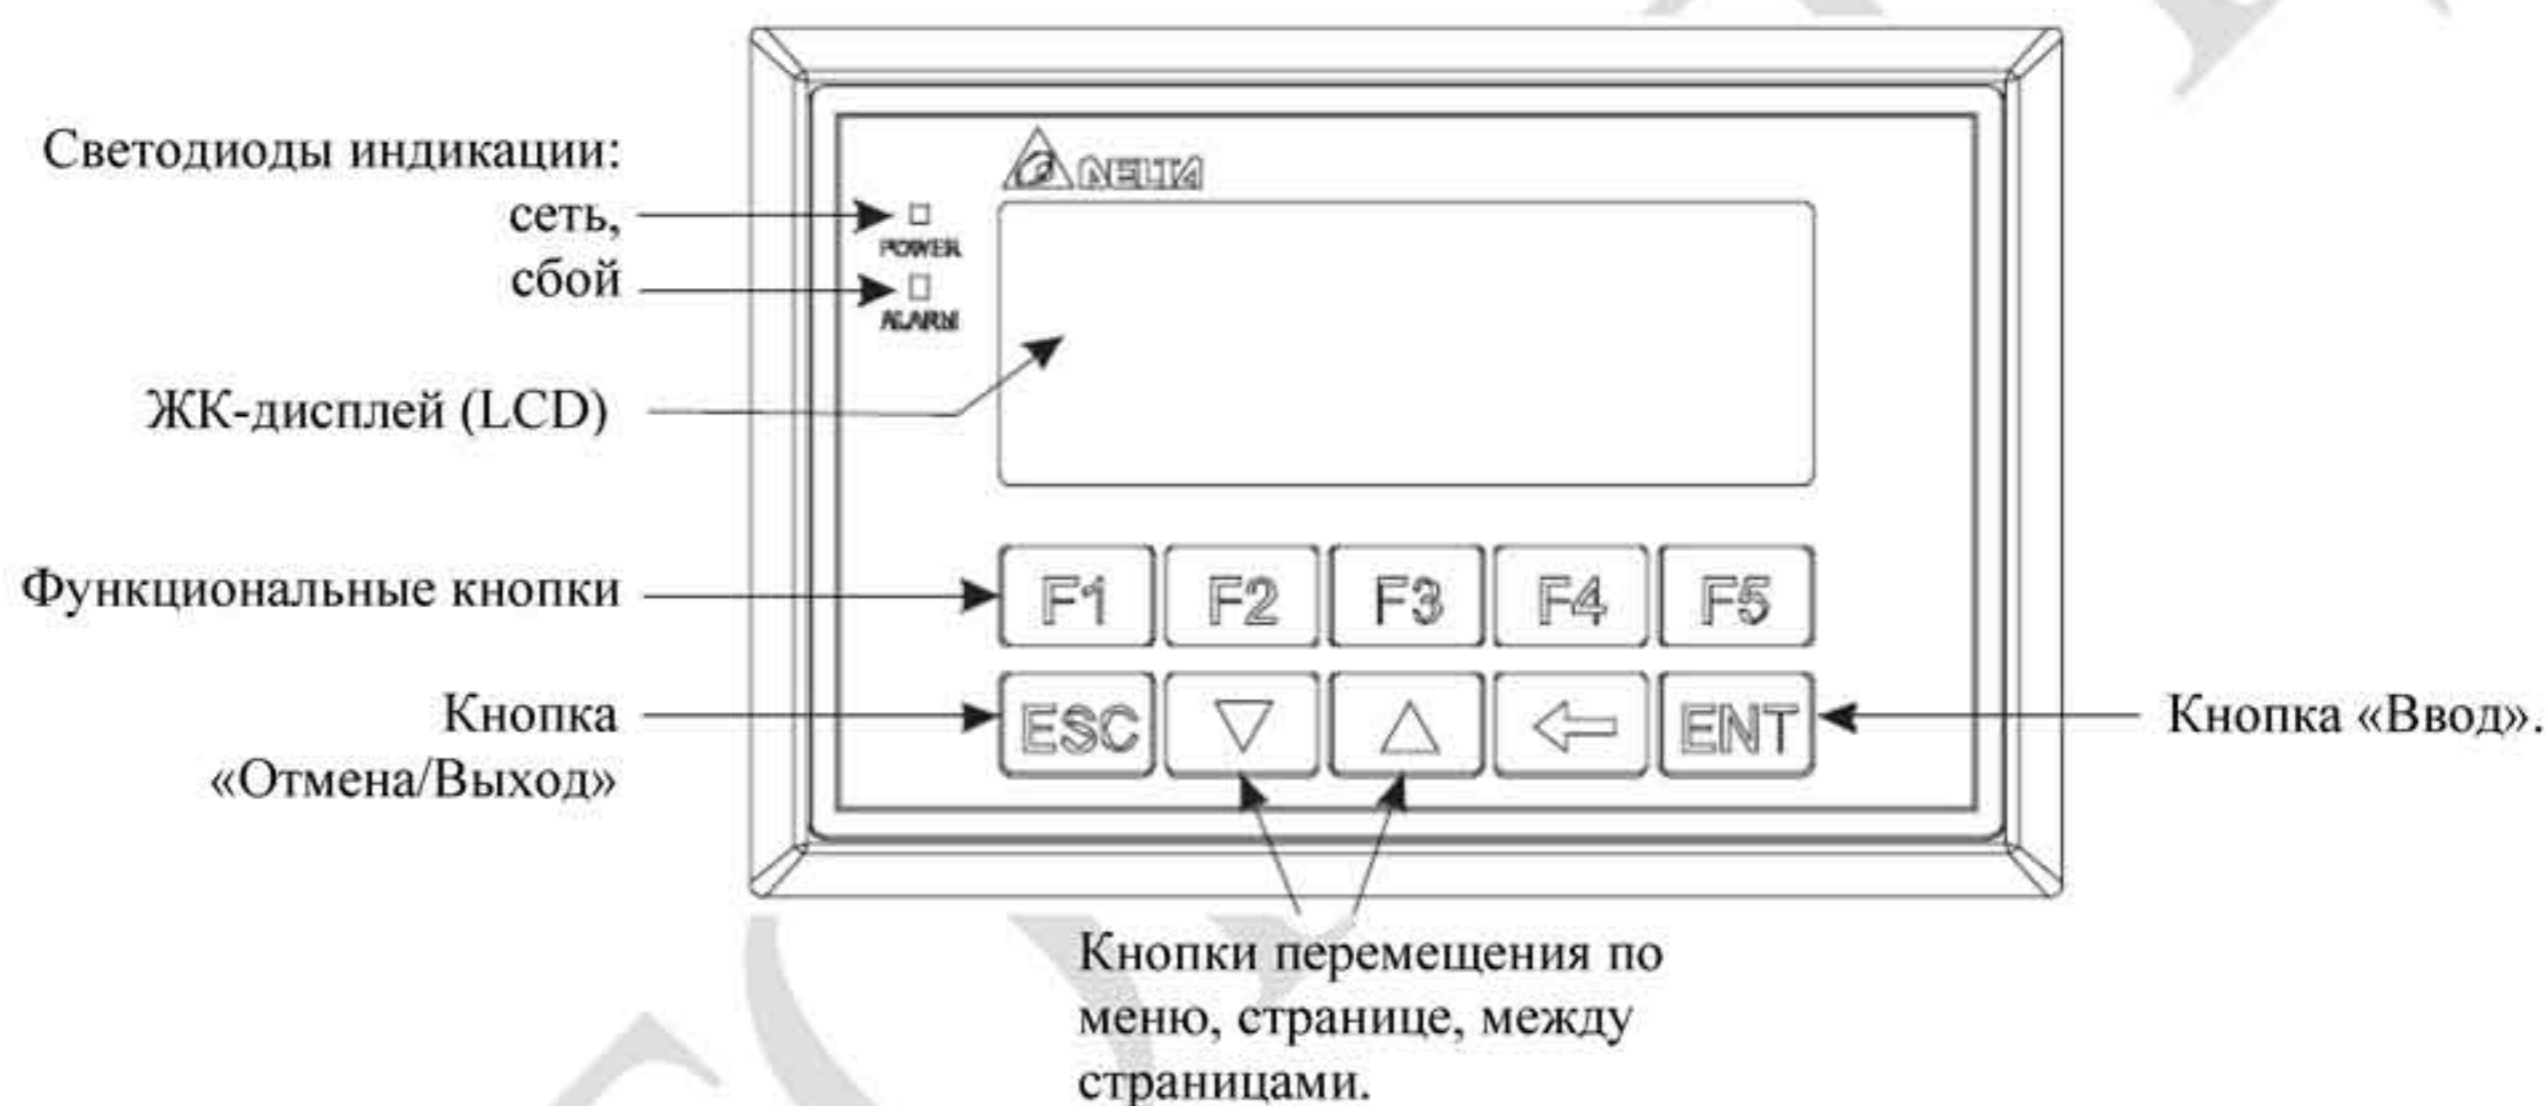 Светодиоды индикации:
сеть,
сбой
ЖК-дисплей (LCD)
Функциональные кнопки
Кнопка
«Отмена/Выход»
DELTA
POWER
ALARM
F1 F2 F3 F4 F5
ESC ENT
Кнопка «Ввод».
Кнопки перемещения по
меню, странице, между
страницами.